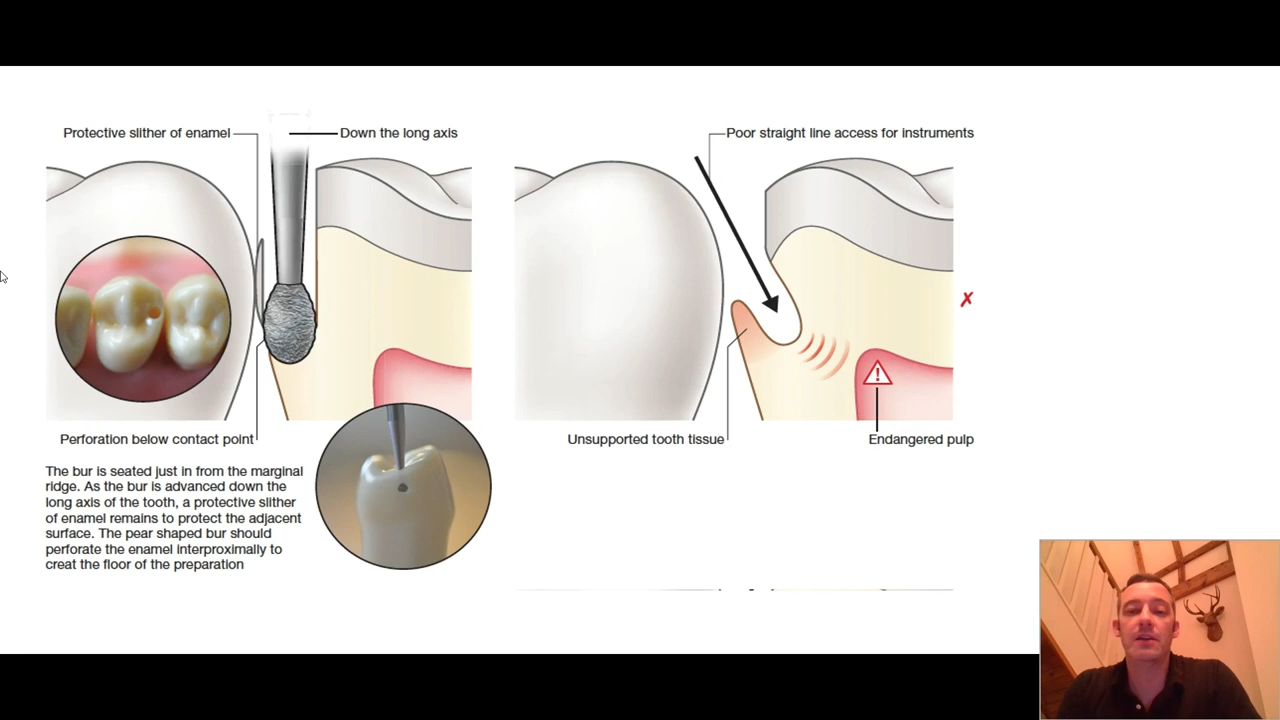 Protective slither of enamel
Down the long axis
Poor straight line access for instruments
Perforation below contact point
Unsupported tooth tissue
Endangered pulp
The bur is seated just in from the marginal
ridge. As the bur is advanced down the
long axis of the tooth, a protective slither
of enamel remains to protect the adjacent
surface. The pear shaped bur should
perforate the enamel interproximally to
creat the floor of the preparation